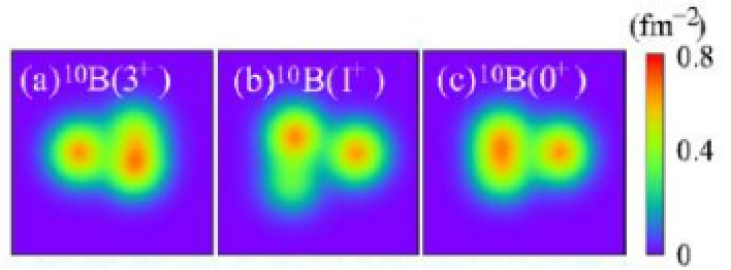 (fm⁻²)
(a)¹⁰B(3⁺)
(b)¹⁰B(1⁺)
(c)¹⁰B(0⁺)
0.8
0.4
0